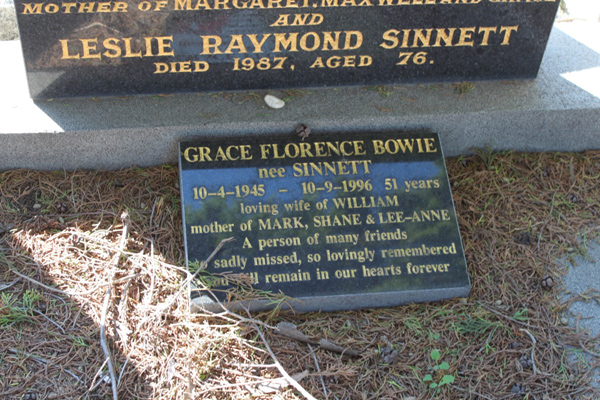 MOTHER OF MARGARET, MAXWELL AND GRACE
AND
LESLIE RAYMOND SINNETT
DIED 1987, AGED 76.
GRACE FLORENCE BOWIE
nee SINNETT
10-4-1945 - 10-9-1996 51 years
loving wife of WILLIAM
mother of MARK, SHANE & LEE-ANNE
A person of many friends
sadly missed, so lovingly remembered
will remain in our hearts forever